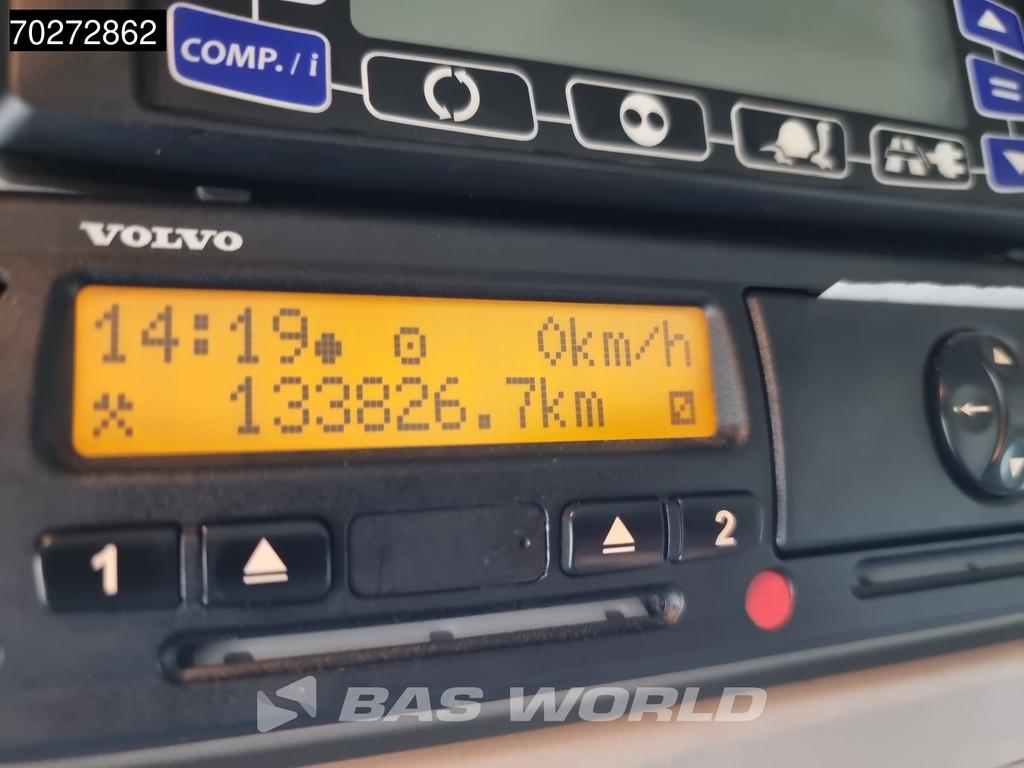 70272862
COMP. / i
VOLVO
14:19 0km/h
133826.7km
1 2
BAS WORLD